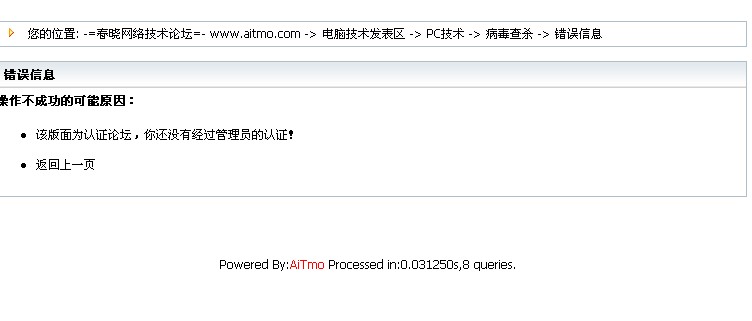 您的位置: -=春晓网络技术论坛=- www.aitmo.com -> 电脑技术发表区 -> PC技术 -> 病毒查杀 -> 错误信息
错误信息
操作不成功的可能原因：
• 该版面为认证论坛，你还没有经过管理员的认证!
• 返回上一页
Powered By:AiTmo Processed in:0.031250s,8 queries.